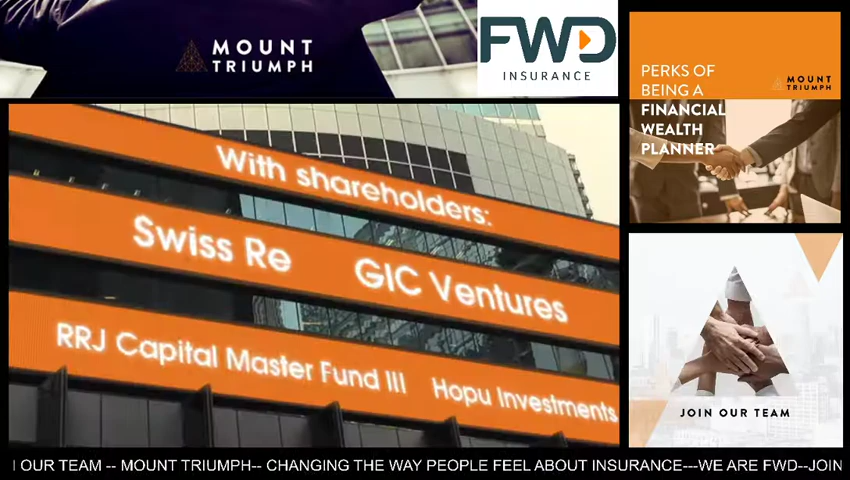 MOUNT
TRIUMPH
FWD
INSURANCE
PERKS OF
BEING A
FINANCIAL
WEALTH
PLANNER
MOUNT
TRIUMPH
With shareholders:
Swiss Re GIC Ventures
RRJ Capital Master Fund III Hopu Investments
JOIN OUR TEAM
OUR TEAM -- MOUNT TRIUMPH-- CHANGING THE WAY PEOPLE FEEL ABOUT INSURANCE---WE ARE FWD--JOIN